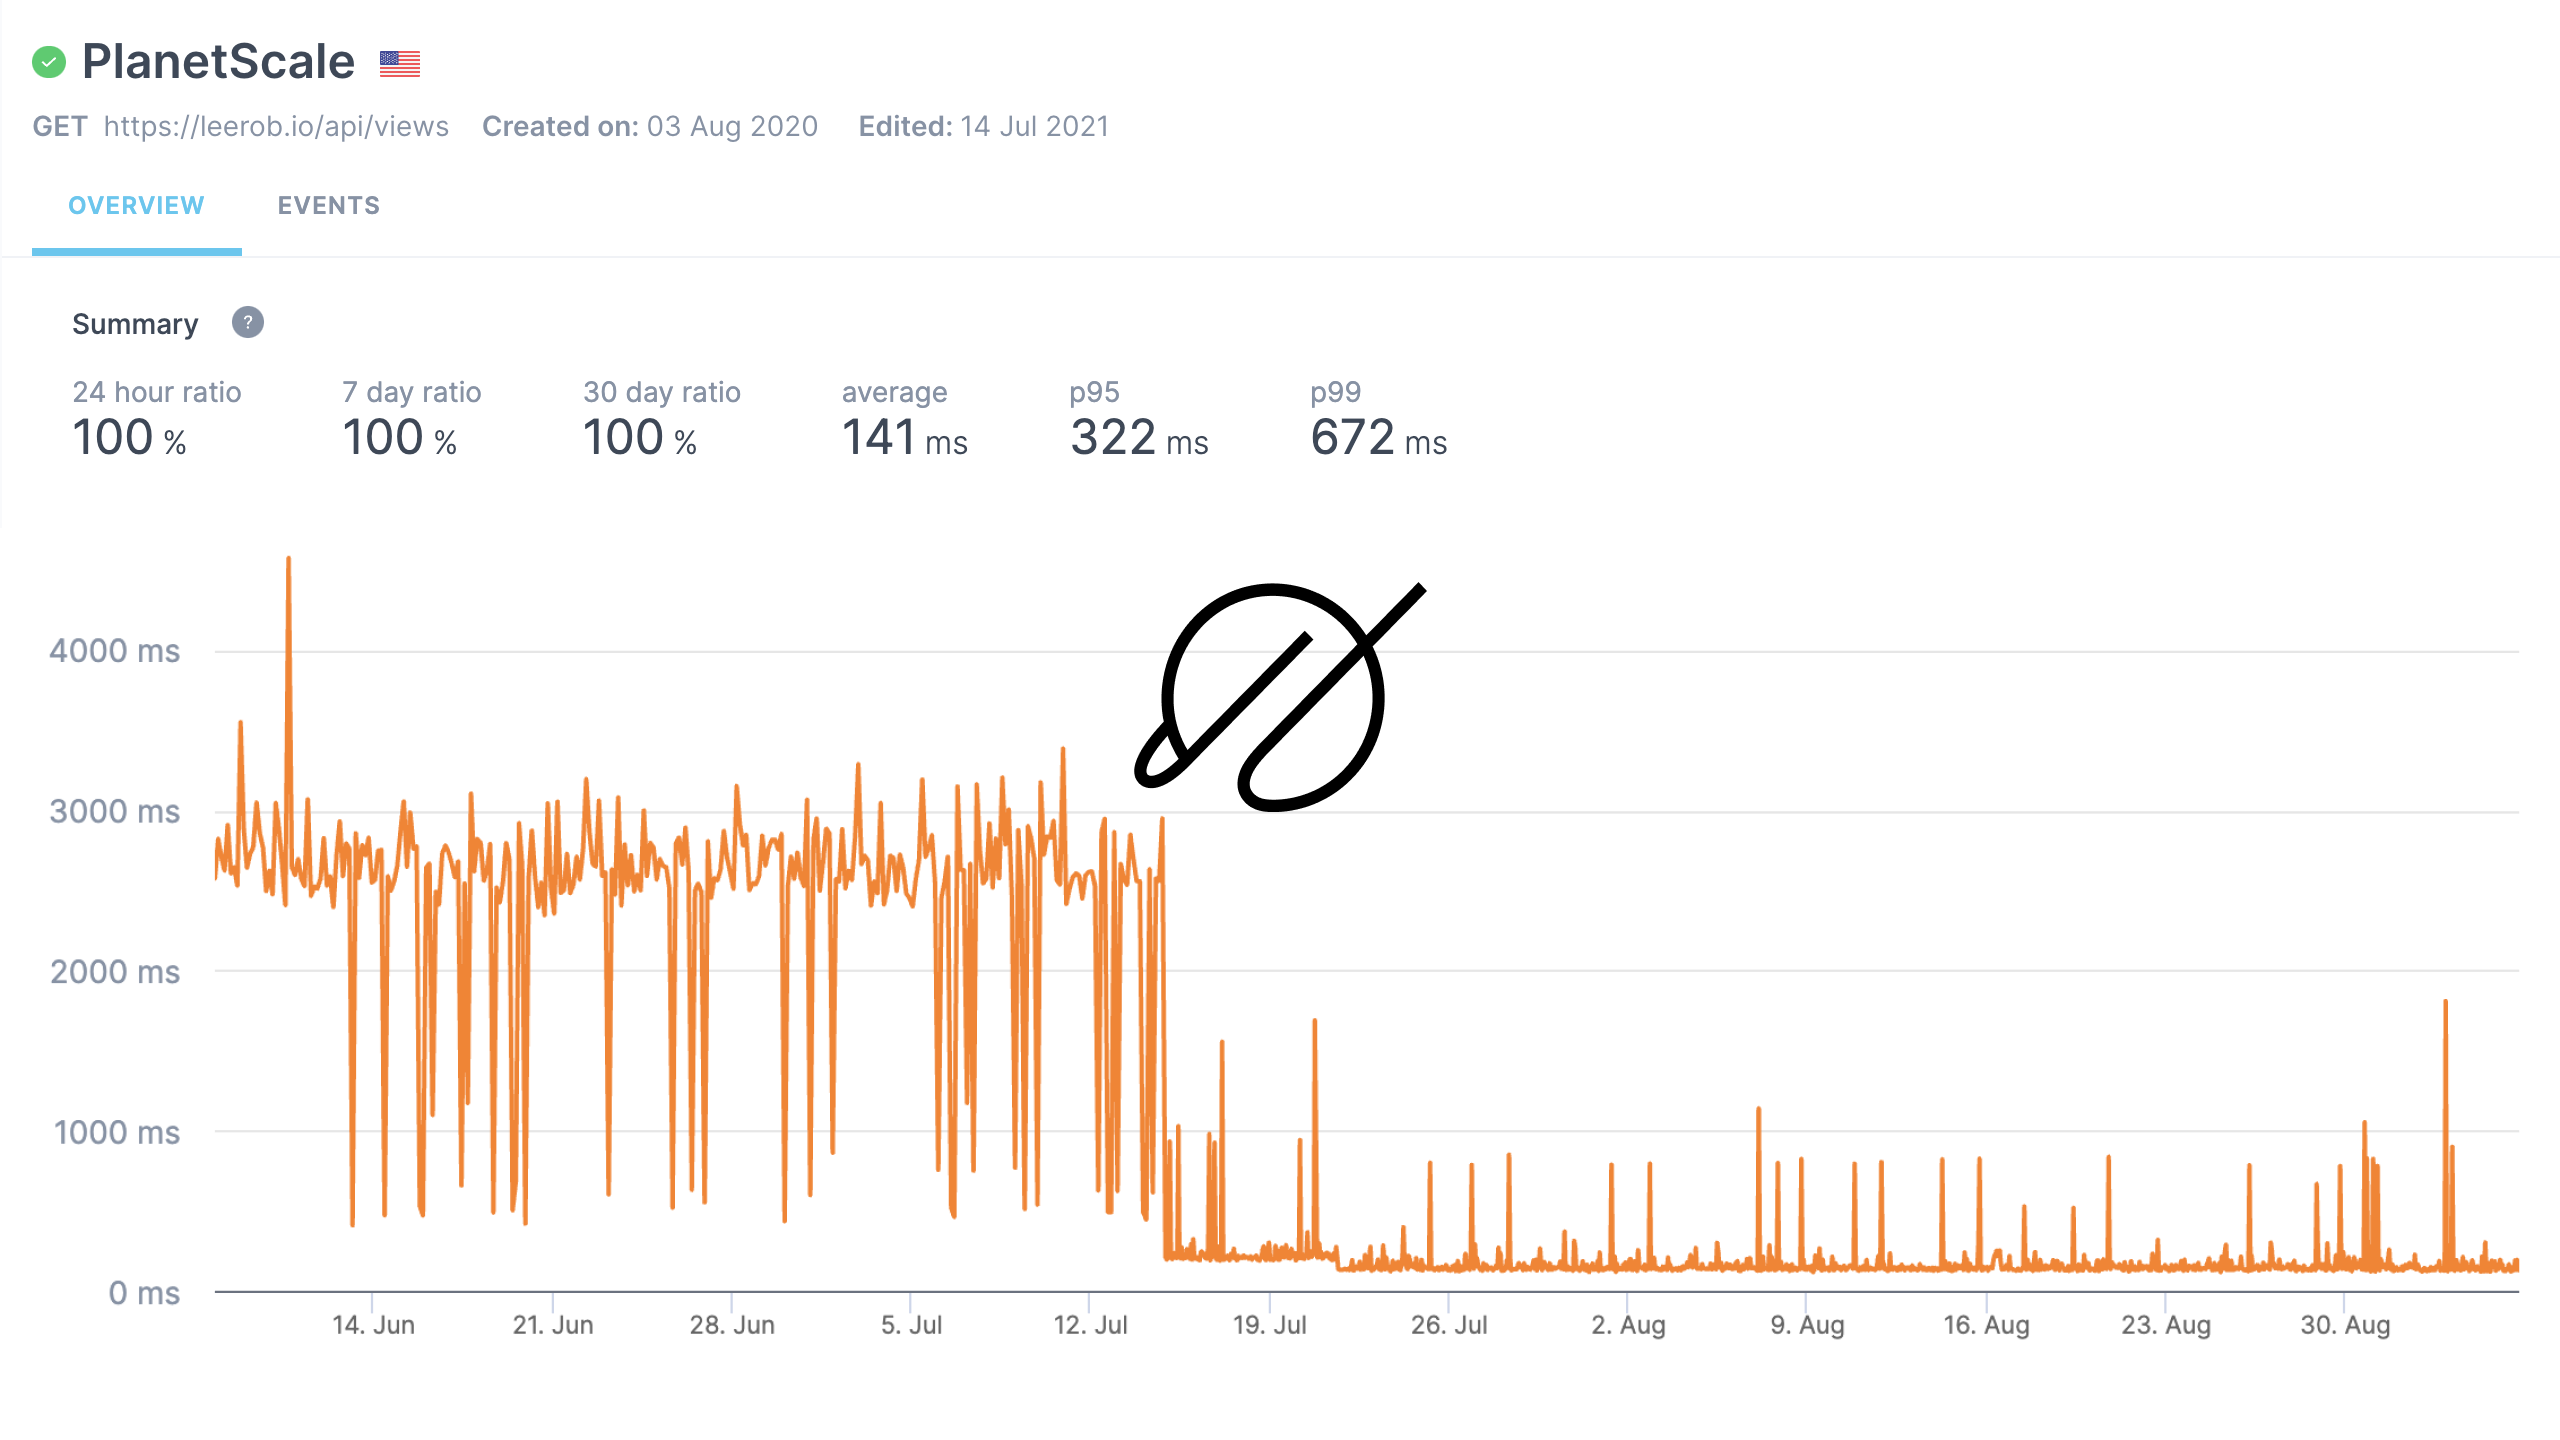 PlanetScale
GET https://leerob.io/api/views Created on: 03 Aug 2020 Edited: 14 Jul 2021
OVERVIEW EVENTS
Summary ?
24 hour ratio 7 day ratio 30 day ratio average p95 p99
100 % 100 % 100 % 141 ms 322 ms 672 ms
4000 ms
3000 ms
2000 ms
1000 ms
0 ms
14. Jun 21. Jun 28. Jun 5. Jul 12. Jul 19. Jul 26. Jul 2. Aug 9. Aug 16. Aug 23. Aug 30. Aug